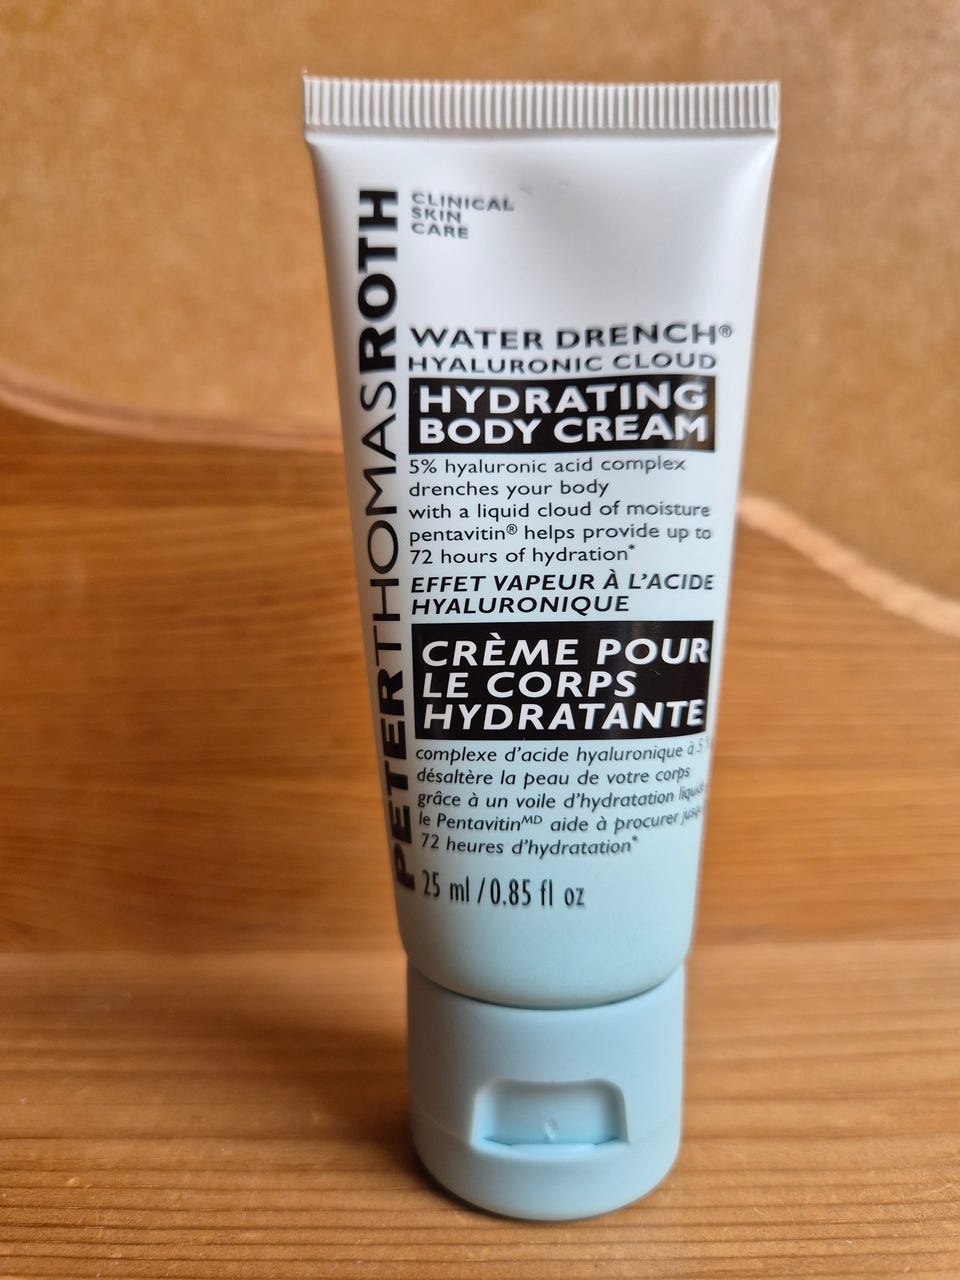 PETERTHOMASROTH
CLINICAL
SKIN
CARE
WATER DRENCH®
HYALURONIC CLOUD
HYDRATING
BODY CREAM
5% hyaluronic acid complex
drenches your body
with a liquid cloud of moisture
pentavitin® helps provide up to
72 hours of hydration*
EFFET VAPEUR À L'ACIDE
HYALURONIQUE
CRÈME POUR
LE CORPS
HYDRATANTE
complexe d'acide hyaluronique à 5
désaltère la peau de votre corps
grâce à un voile d'hydratation
le Pentavitinᴹᴰ aide à procurer
72 heures d'hydratation*
25 ml / 0.85 fl oz